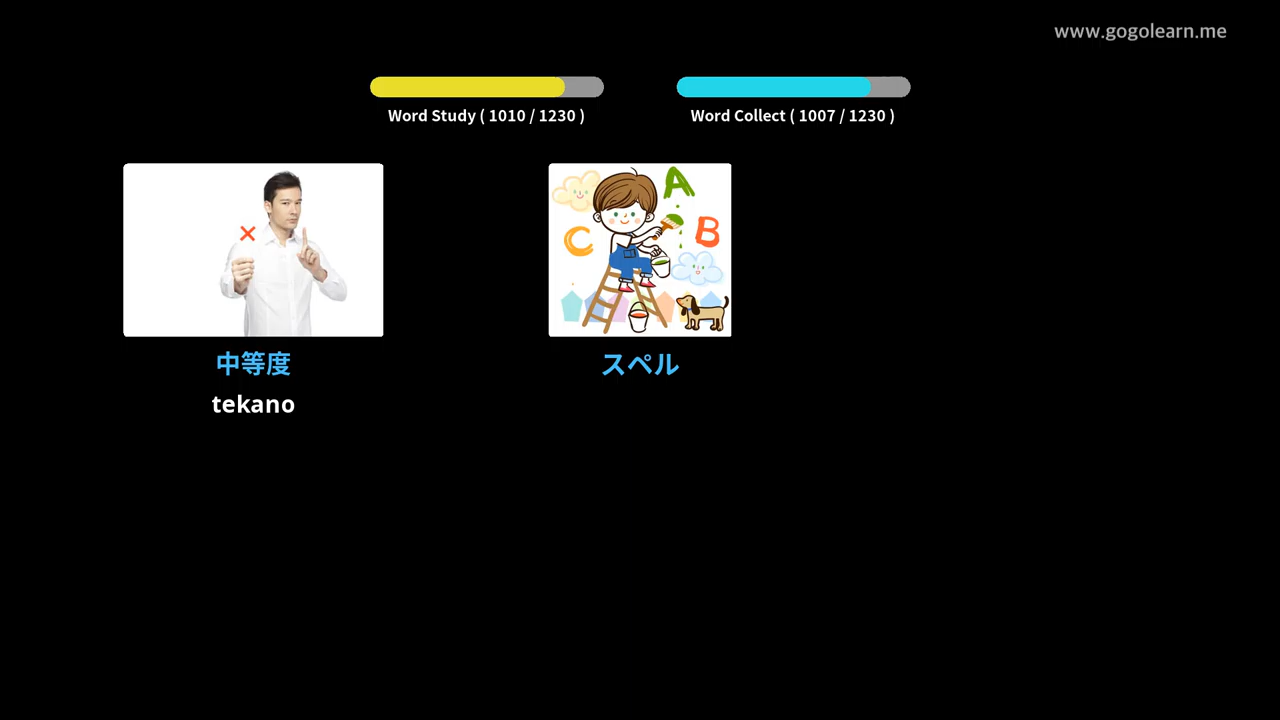 www.gogolearn.me
Word Study ( 1010 / 1230 )
Word Collect ( 1007 / 1230 )
A
B
C
中等度
スペル
tekano